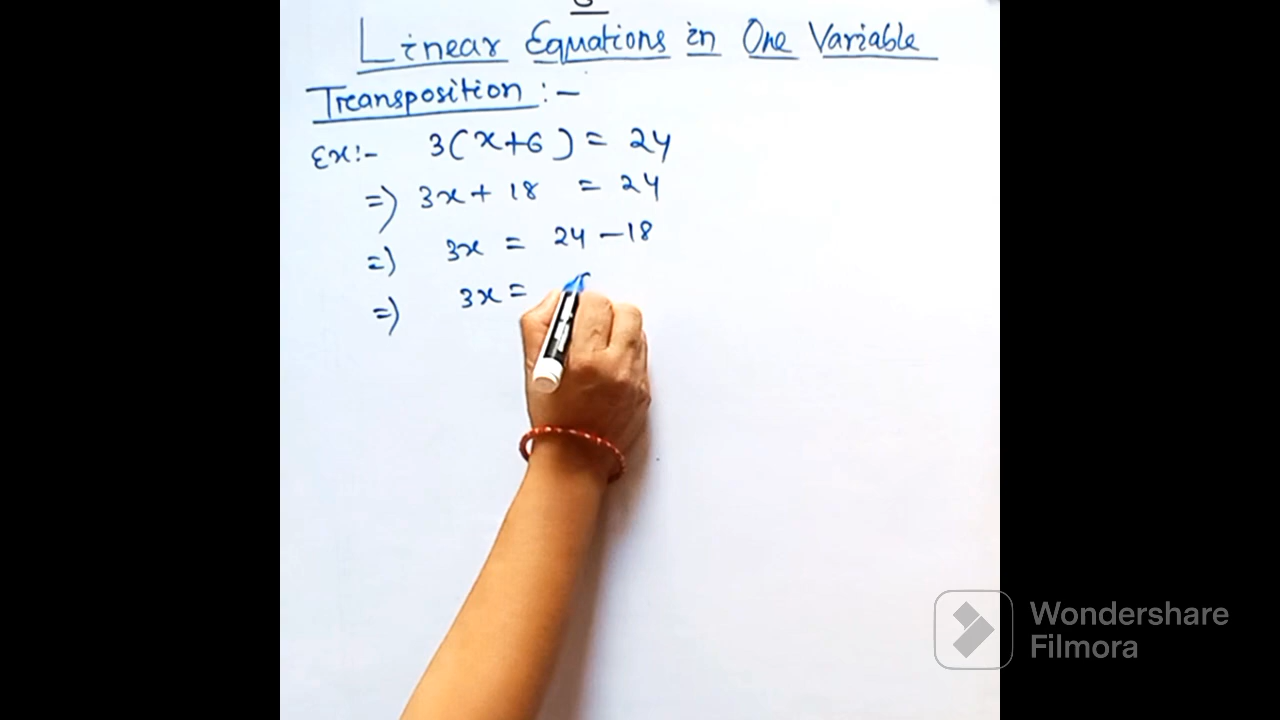 Linear Equations in One Variable
Transposition :-
Ex:- 3(x+6) = 24
=) 3x + 18 = 24
=) 3x = 24 - 18
=) 3x =
Wondershare
Filmora